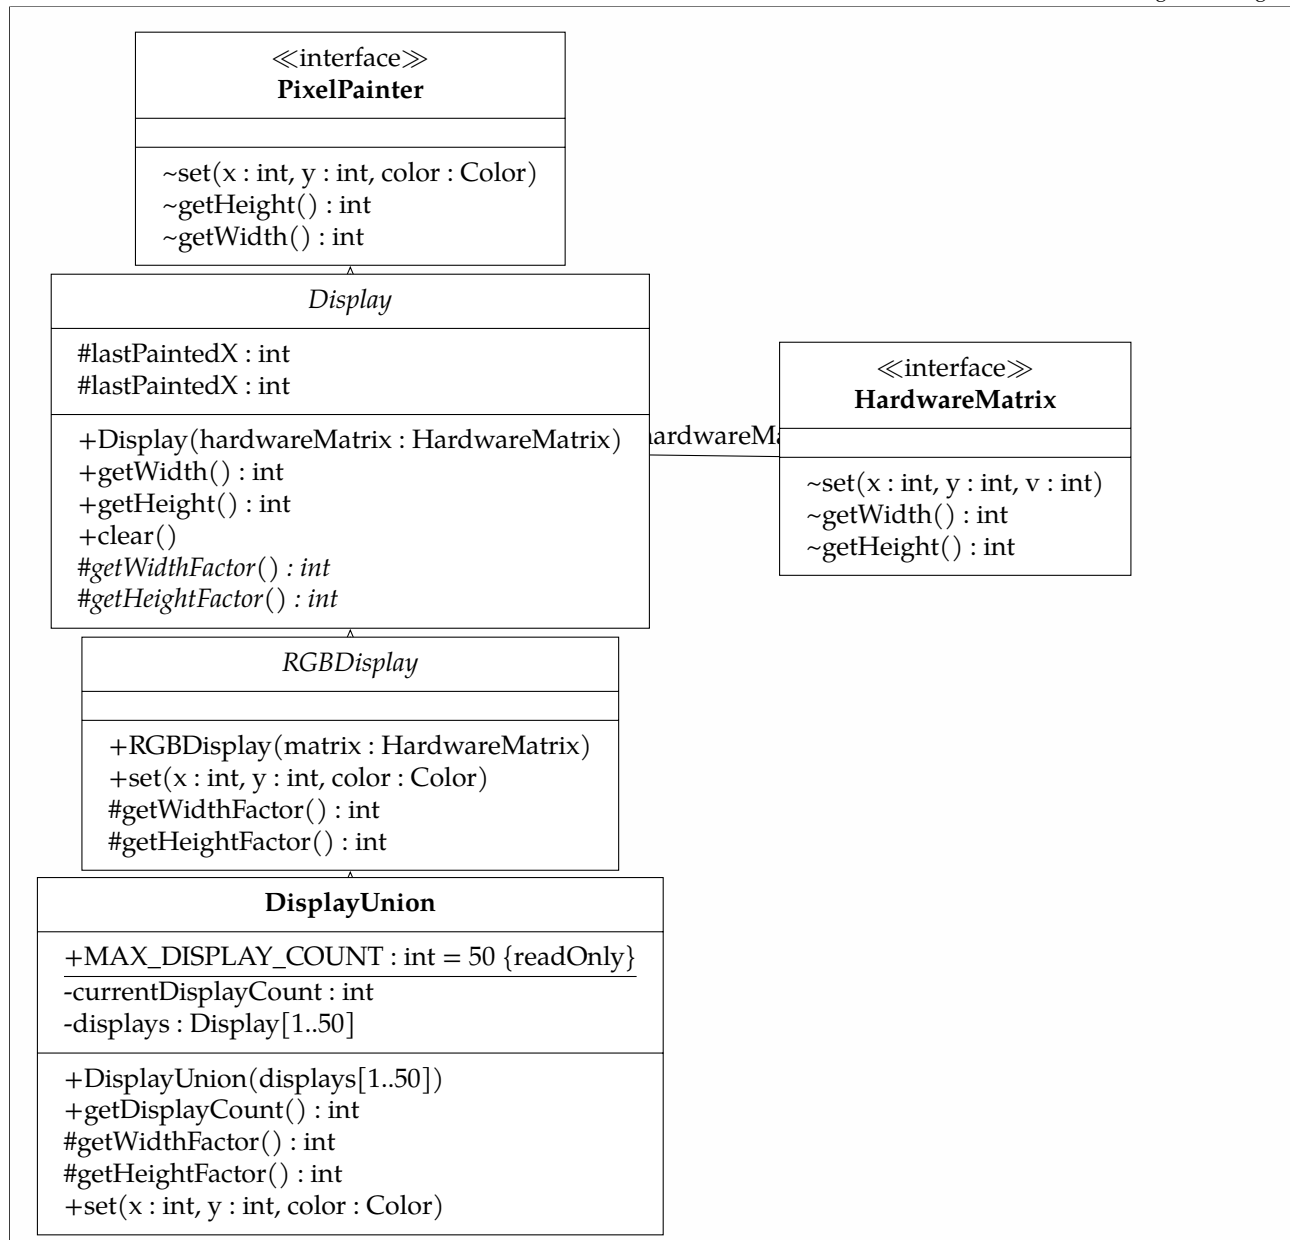 ≪interface≫
PixelPainter
~set(x : int, y : int, color : Color)
~getHeight() : int
~getWidth() : int
Display
#lastPaintedX : int
#lastPaintedX : int
+Display(hardwareMatrix : HardwareMatrix)
+getWidth() : int
+getHeight() : int
+clear()
#getWidthFactor() : int
#getHeightFactor() : int
≪interface≫
HardwareMatrix
~set(x : int, y : int, v : int)
~getWidth() : int
~getHeight() : int
RGBDisplay
+RGBDisplay(matrix : HardwareMatrix)
+set(x : int, y : int, color : Color)
#getWidthFactor() : int
#getHeightFactor() : int
DisplayUnion
+MAX_DISPLAY_COUNT : int = 50 {readOnly}
-currentDisplayCount : int
-displays : Display[1..50]
+DisplayUnion(displays[1..50])
+getDisplayCount() : int
#getWidthFactor() : int
#getHeightFactor() : int
+set(x : int, y : int, color : Color)